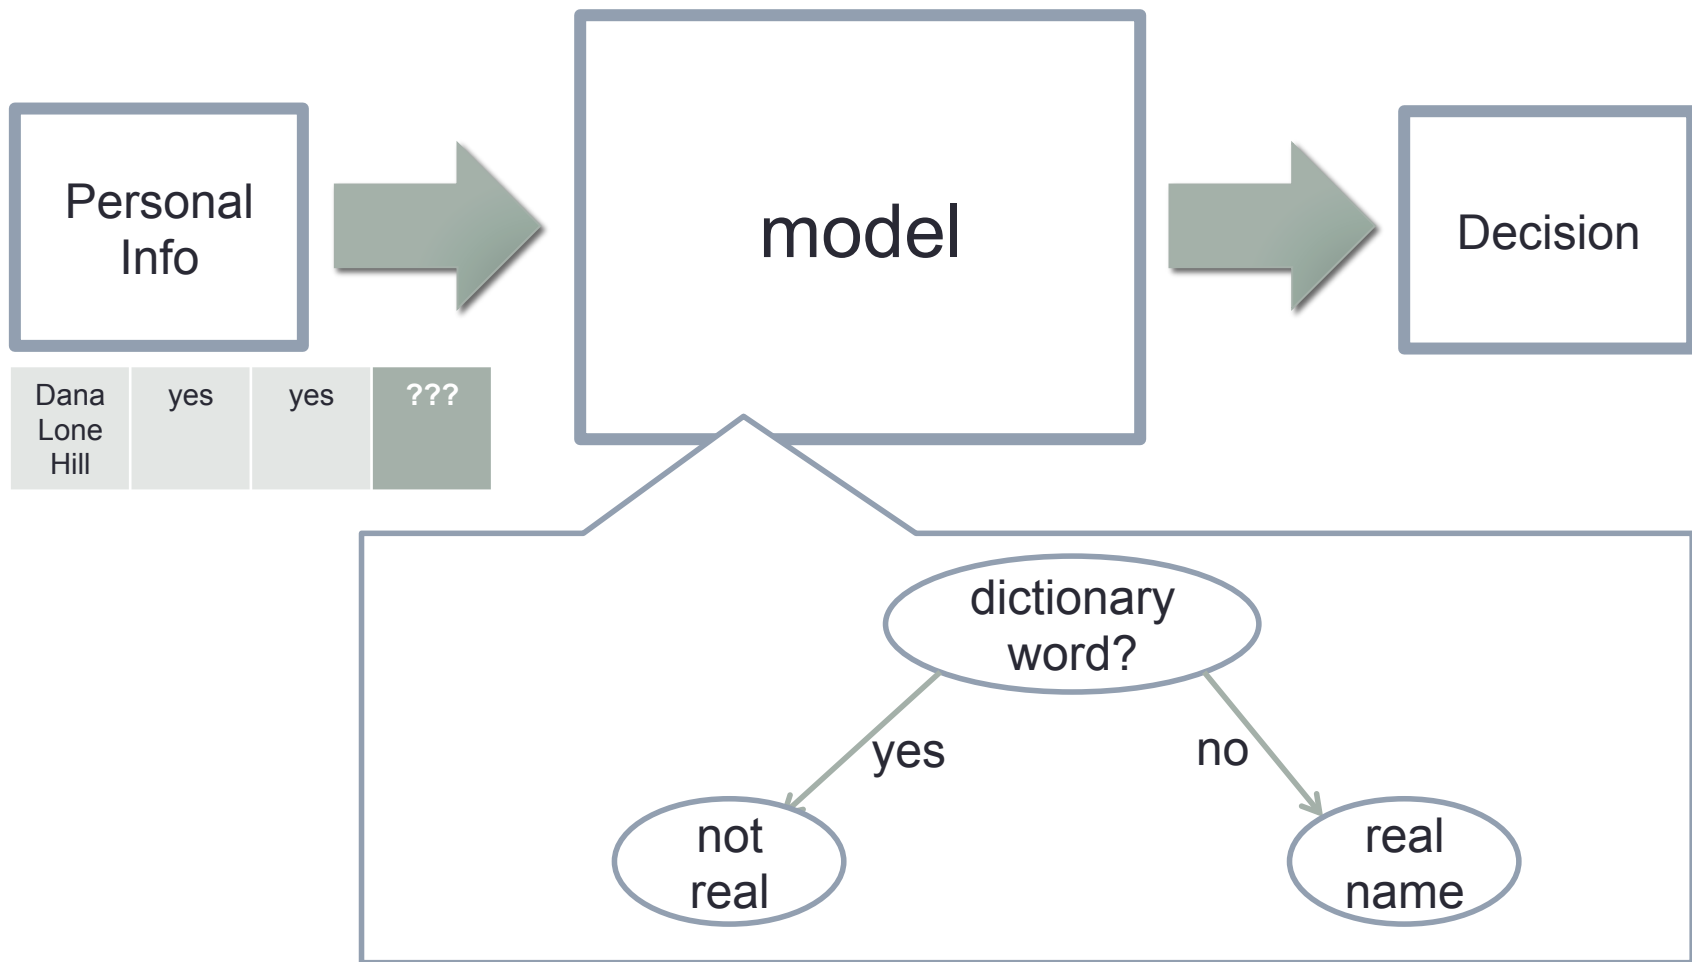 Personal
Info
model
Decision
Dana
Lone
Hill
yes
yes
???
dictionary
word?
yes
no
not
real
real
name